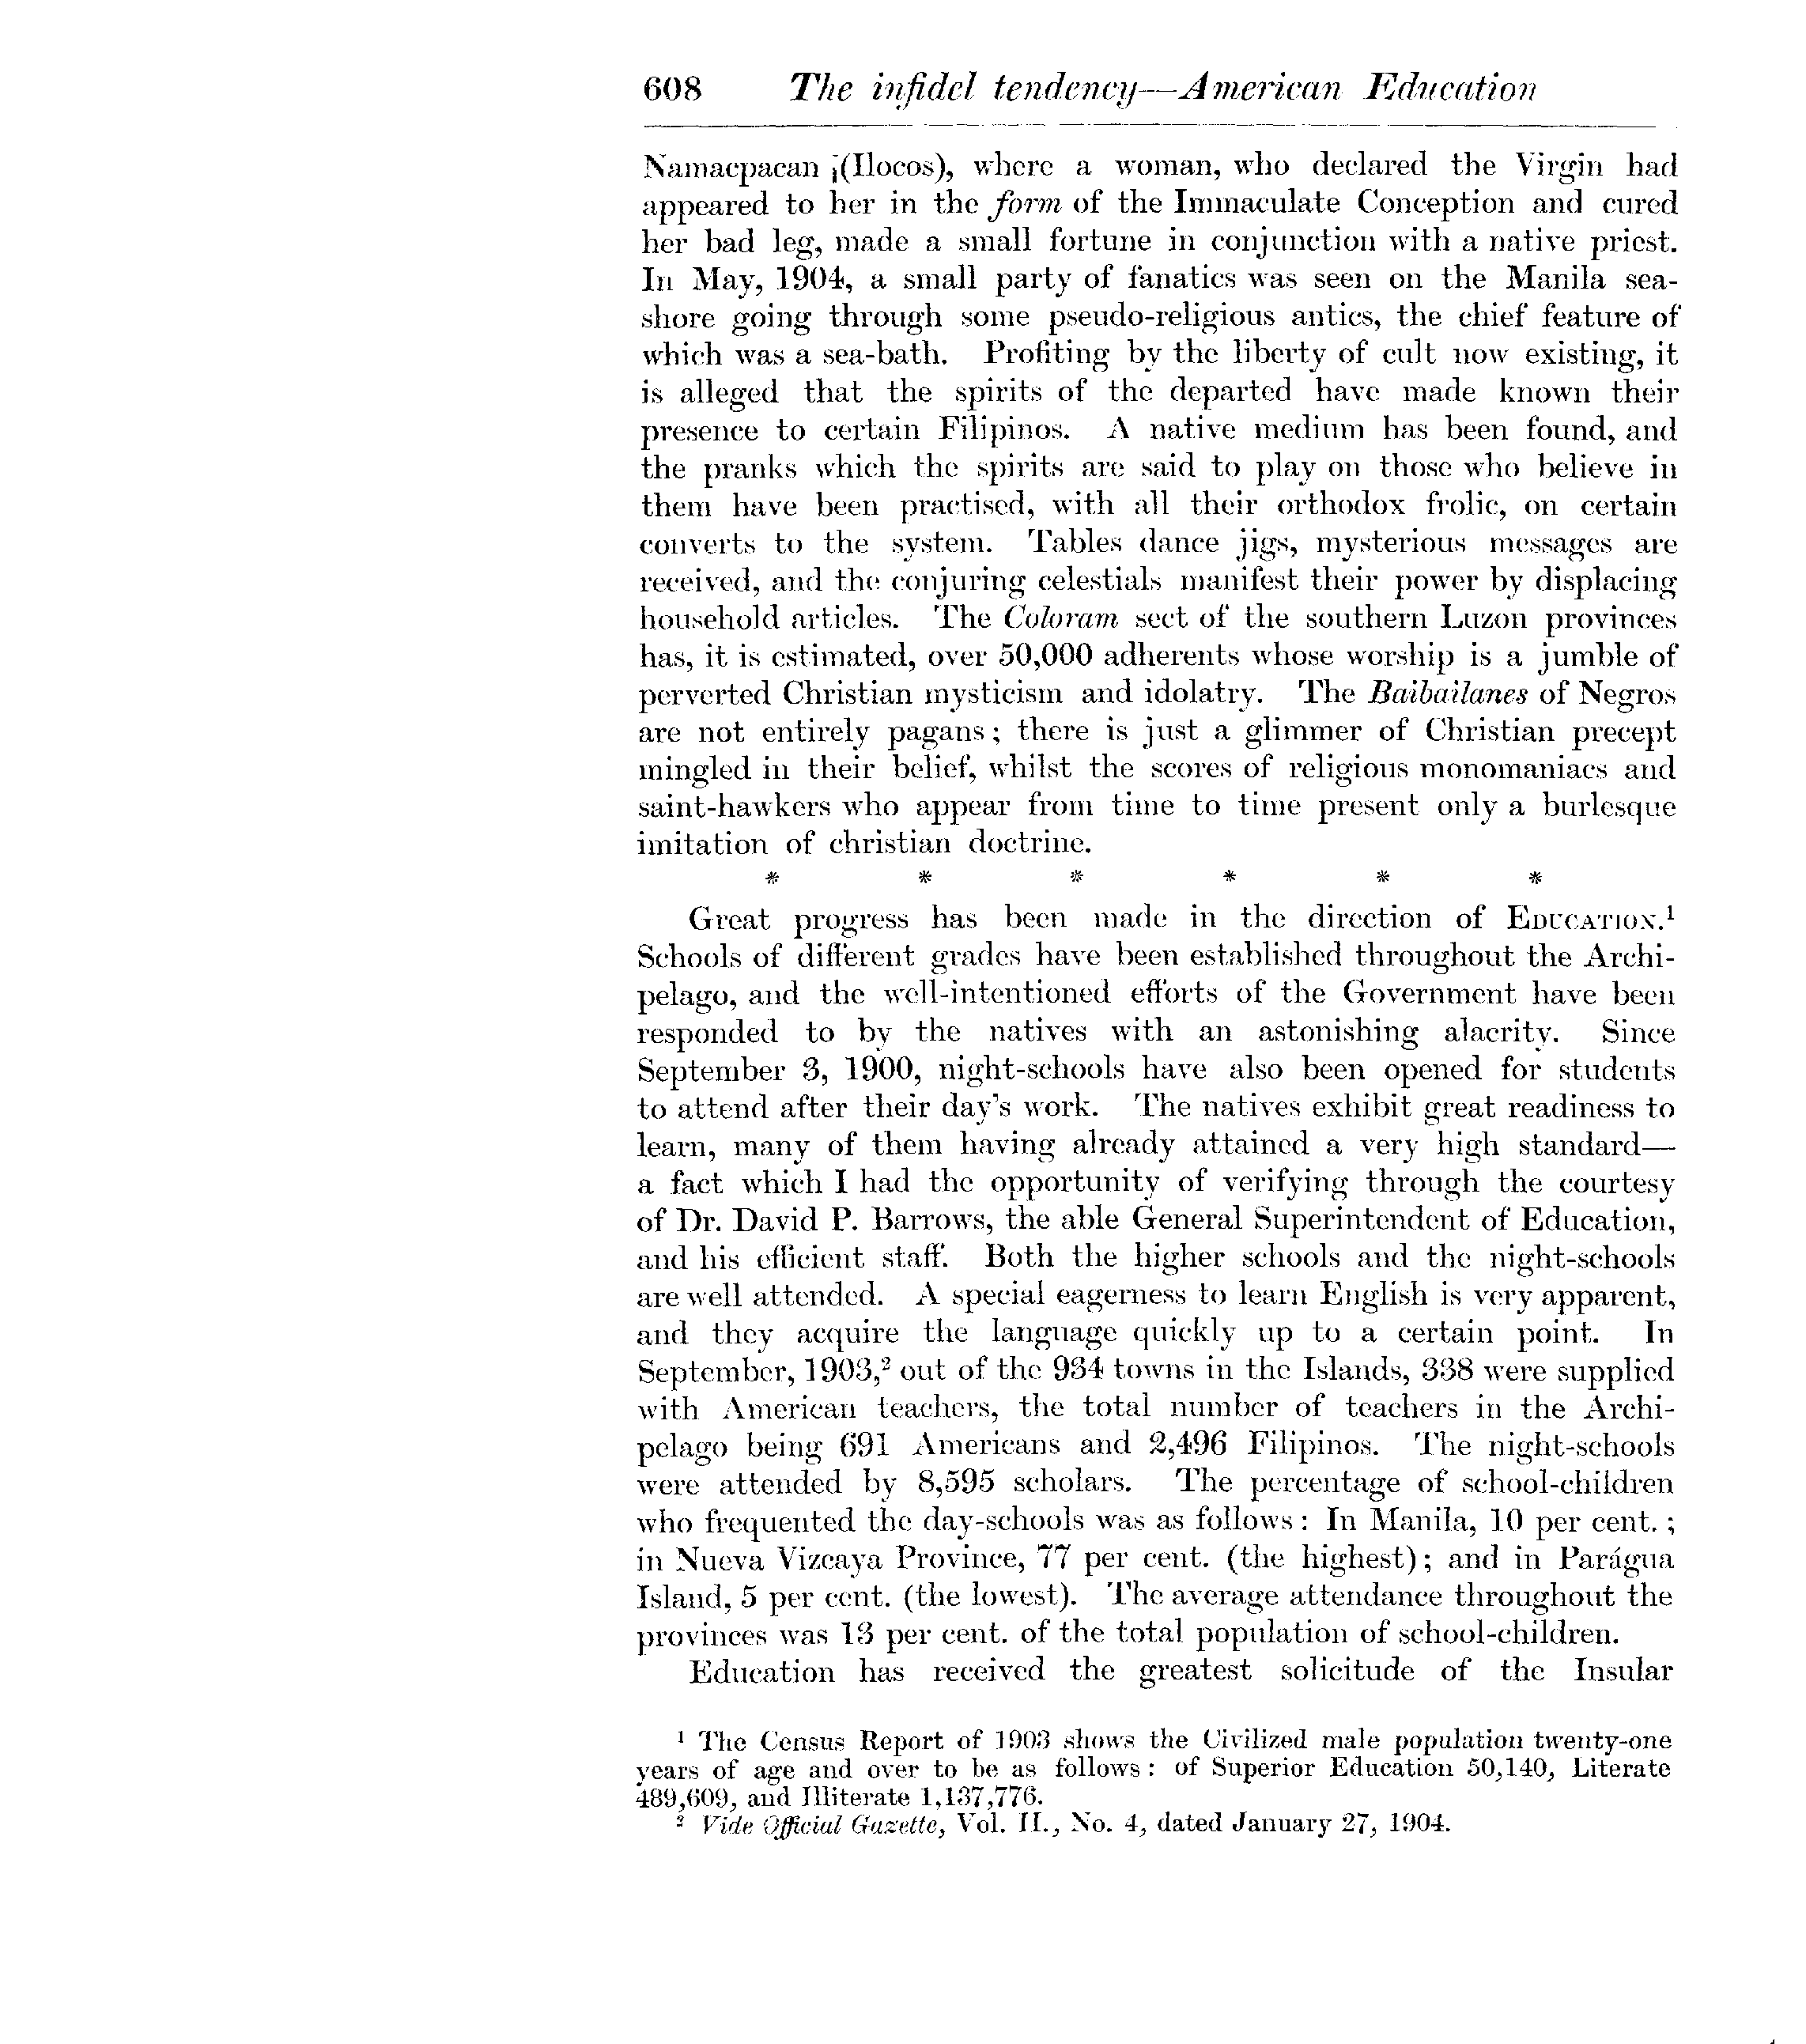 608 The infidel tendency—American Education
Namacpacan ¡(Ilocos), where a woman, who declared the Virgin had
appeared to her in the form of the Immaculate Conception and cured
her bad leg, made a small fortune in conjunction with a native priest.
In May, 1904, a small party of fanatics was seen on the Manila sea-
shore going through some pseudo-religious antics, the chief feature of
which was a sea-bath. Profiting by the liberty of cult now existing, it
is alleged that the spirits of the departed have made known their
presence to certain Filipinos. A native medium has been found, and
the pranks which the spirits are said to play on those who believe in
them have been practised, with all their orthodox frolic, on certain
converts to the system. Tables dance jigs, mysterious messages are
received, and the conjuring celestials manifest their power by displacing
household articles. The Coloram sect of the southern Luzon provinces
has, it is estimated, over 50,000 adherents whose worship is a jumble of
perverted Christian mysticism and idolatry. The Baibailanes of Negros
are not entirely pagans; there is just a glimmer of Christian precept
mingled in their belief, whilst the scores of religious monomaniacs and
saint-hawkers who appear from time to time present only a burlesque
imitation of christian doctrine.
* * * * * *
Great progress has been made in the direction of EDUCATION.¹
Schools of different grades have been established throughout the Archi-
pelago, and the well-intentioned efforts of the Government have been
responded to by the natives with an astonishing alacrity. Since
September 3, 1900, night-schools have also been opened for students
to attend after their day's work. The natives exhibit great readiness to
learn, many of them having already attained a very high standard—
a fact which I had the opportunity of verifying through the courtesy
of Dr. David P. Barrows, the able General Superintendent of Education,
and his efficient staff. Both the higher schools and the night-schools
are well attended. A special eagerness to learn English is very apparent,
and they acquire the language quickly up to a certain point. In
September, 1903,² out of the 934 towns in the Islands, 338 were supplied
with American teachers, the total number of teachers in the Archi-
pelago being 691 Americans and 2,496 Filipinos. The night-schools
were attended by 8,595 scholars. The percentage of school-children
who frequented the day-schools was as follows: In Manila, 10 per cent.;
in Nueva Vizcaya Province, 77 per cent. (the highest); and in Parágua
Island, 5 per cent. (the lowest). The average attendance throughout the
provinces was 13 per cent. of the total population of school-children.
Education has received the greatest solicitude of the Insular
¹ The Census Report of 1903 shows the Civilized male population twenty-one
years of age and over to be as follows: of Superior Education 50,140, Literate
489,609, and Illiterate 1,137,776.
² Vide Official Gazette, Vol. II., No. 4, dated January 27, 1904.